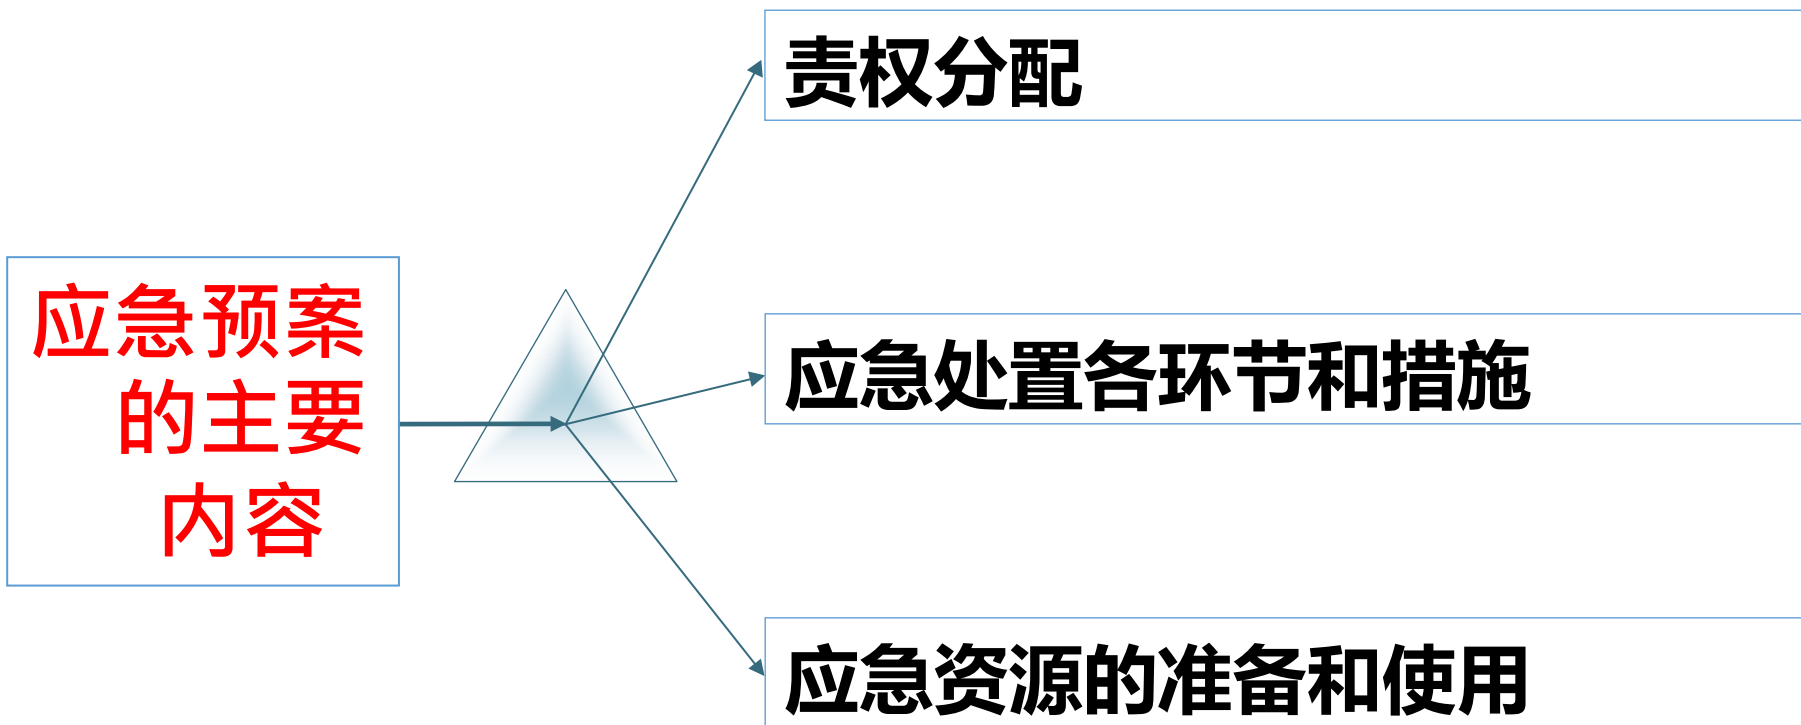 应急预案
的主要
内容
责权分配
应急处置各环节和措施
应急资源的准备和使用